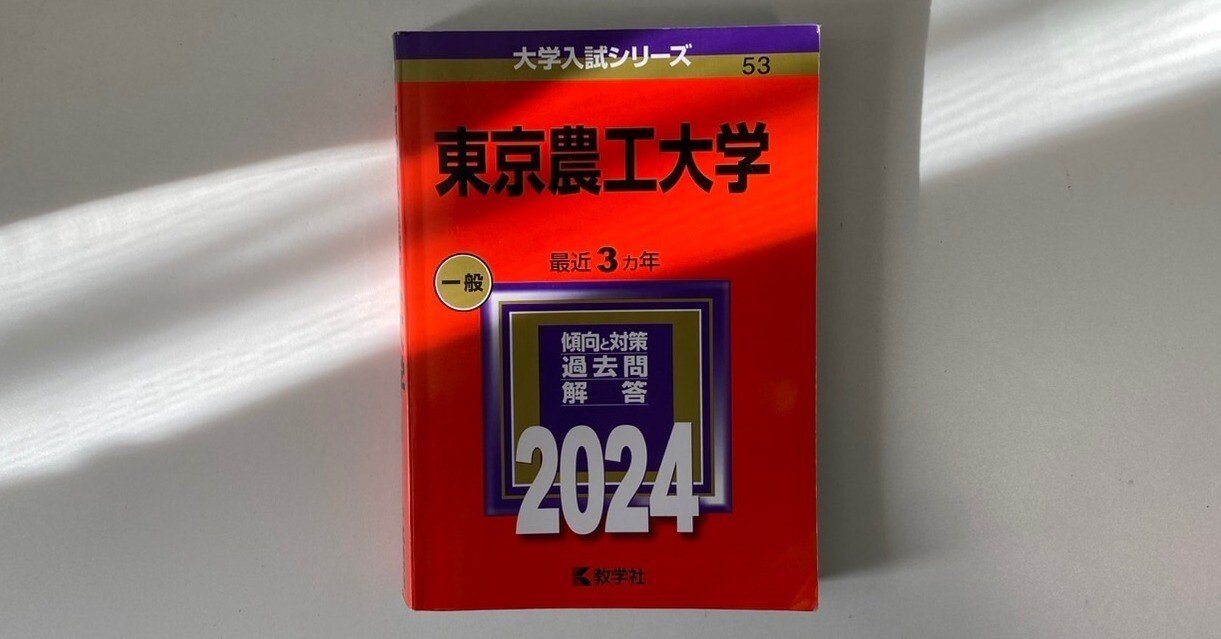 大学入試シリーズ
53
東京農工大学
最近3カ年
一般
傾向と対策
過去問
解答
2024
教学社